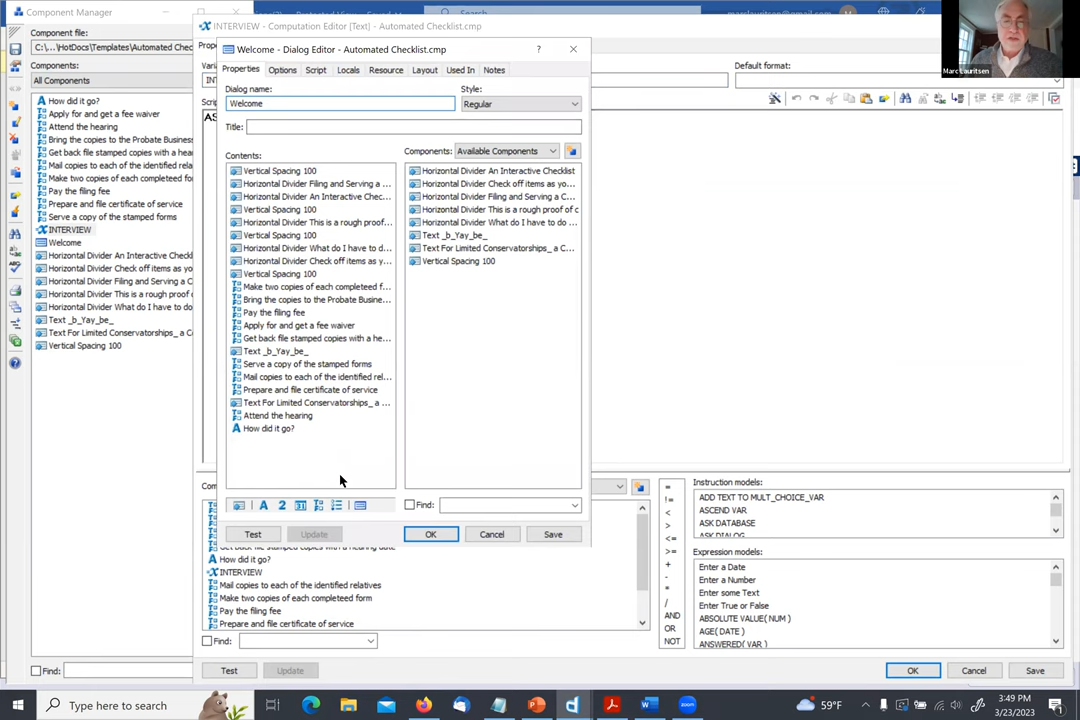 Component Manager
Component file:
C:\...\HotDocs\Templates\Automated Chec
Components:
All Components
How did it go?
Apply for and get a fee waiver
Attend the hearing
Bring the copies to the Probate Business
Get back file stamped copies with a hea
Mail copies to each of the identified relat
Make two copies of each completeed for
Pay the filing fee
Prepare and file certificate of service
Serve a copy of the stamped forms
INTERVIEW
Welcome
Horizontal Divider An Interactive Checkl
Horizontal Divider Check off items as yo
Horizontal Divider Filing and Serving a C
Horizontal Divider This is a rough proof
Horizontal Divider What do I have to do
Text _b_Yay_be_
Text For Limited Conservatorships_ a C
Vertical Spacing 100
Find:
INTERVIEW - Computation Editor [Text] - Automated Checklist.cmp
Search
Marc Lauritsen
Default format:
Welcome - Dialog Editor - Automated Checklist.cmp
?
Properties
Options
Script
Locals
Resource
Layout
Used In
Notes
Dialog name:
Style:
Welcome
Regular
Title:
Contents:
Components:
Available Components
Vertical Spacing 100
Horizontal Divider Filing and Serving a ...
Horizontal Divider An Interactive Chec...
Vertical Spacing 100
Horizontal Divider This is a rough proof...
Vertical Spacing 100
Horizontal Divider What do I have to d...
Horizontal Divider Check off items as y...
Vertical Spacing 100
Make two copies of each completeed f...
Bring the copies to the Probate Busine...
Pay the filing fee
Apply for and get a fee waiver
Get back file stamped copies with a he...
Text _b_Yay_be_
Serve a copy of the stamped forms
Mail copies to each of the identified rel...
Prepare and file certificate of service
Text For Limited Conservatorships_ a ...
Attend the hearing
How did it go?
Horizontal Divider An Interactive Checklist
Horizontal Divider Check off items as yo...
Horizontal Divider Filing and Serving a C...
Horizontal Divider This is a rough proof of c
Horizontal Divider What do I have to do ...
Text _b_Yay_be_
Text For Limited Conservatorships_ a C...
Vertical Spacing 100
Find:
Test
Update
OK
Cancel
Save
How did it go?
INTERVIEW
Mail copies to each of the identified relatives
Make two copies of each completeed form
Pay the filing fee
Prepare and file certificate of service
Find:
=
!=
<
>
<=
>=
+
-
*
/
AND
OR
NOT
Instruction models:
ADD TEXT TO MULT_CHOICE_VAR
ASCEND VAR
ASK DATABASE
ASK DIALOG
Expression models:
Enter a Date
Enter a Number
Enter some Text
Enter True or False
ABSOLUTE VALUE( NUM )
AGE( DATE )
ANSWERED( VAR )
Test
Update
OK
Cancel
Save
Type here to search
59°F
3:49 PM
3/23/2023